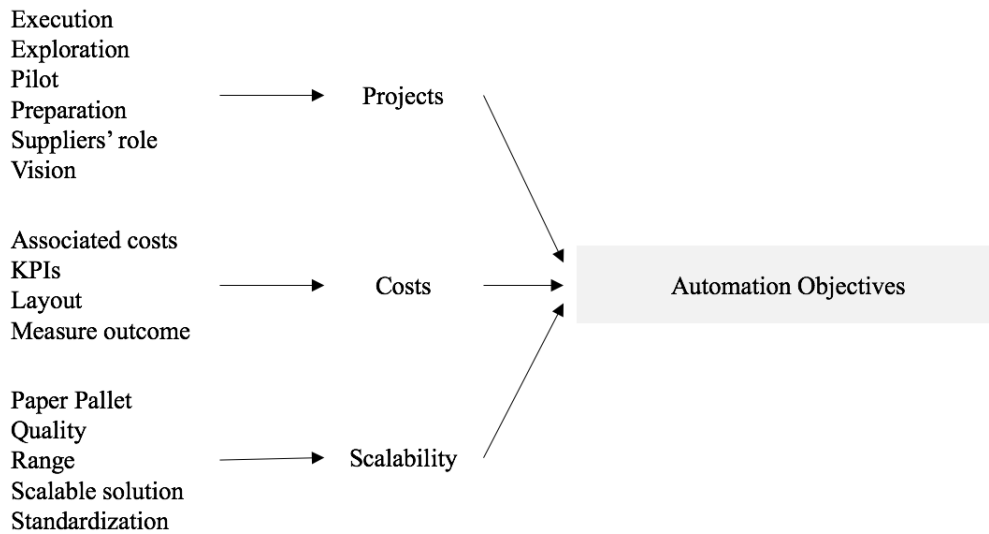 Execution
Exploration
Pilot
Preparation
Suppliers’ role
Vision
Projects
Associated costs
KPIs
Layout
Measure outcome
Costs
Automation Objectives
Paper Pallet
Quality
Range
Scalable solution
Standardization
Scalability